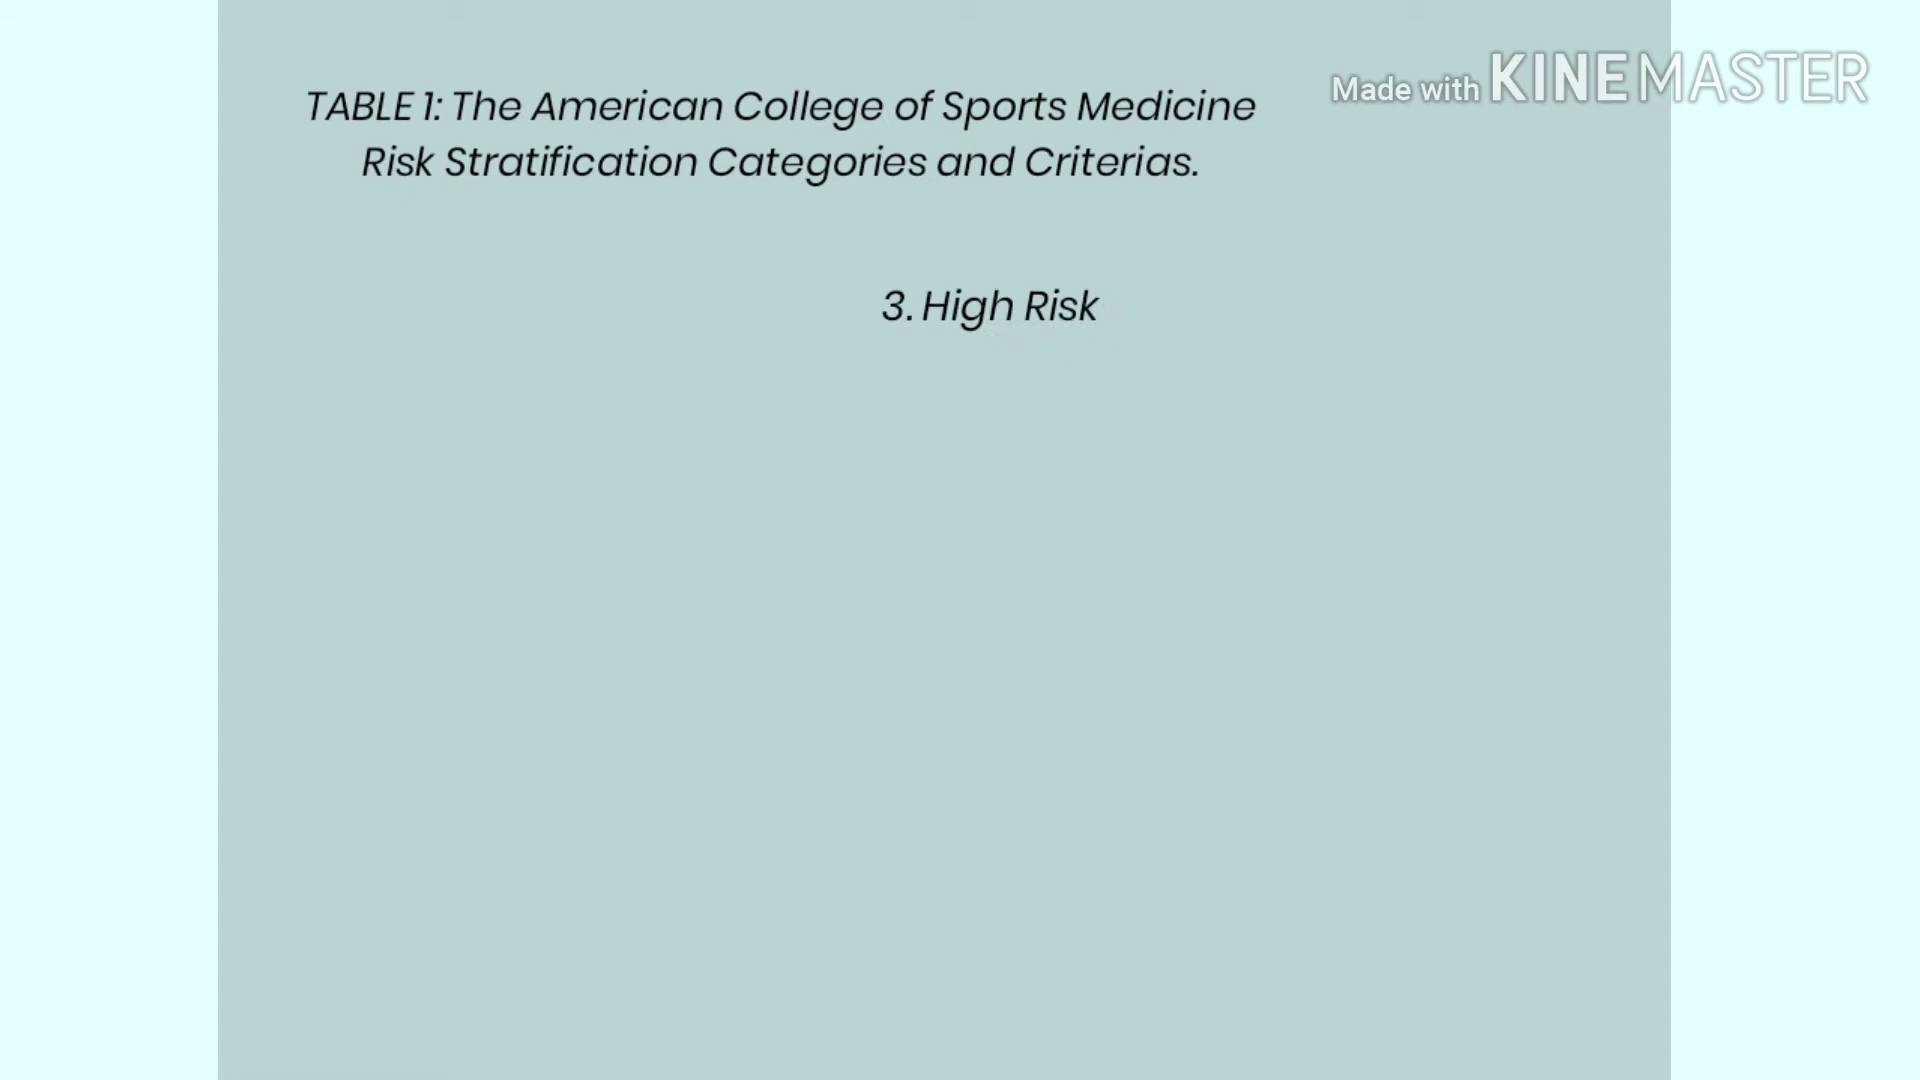 TABLE 1: The American College of Sports Medicine
Risk Stratification Categories and Criterias.
Made with KINEMASTER
3. High Risk